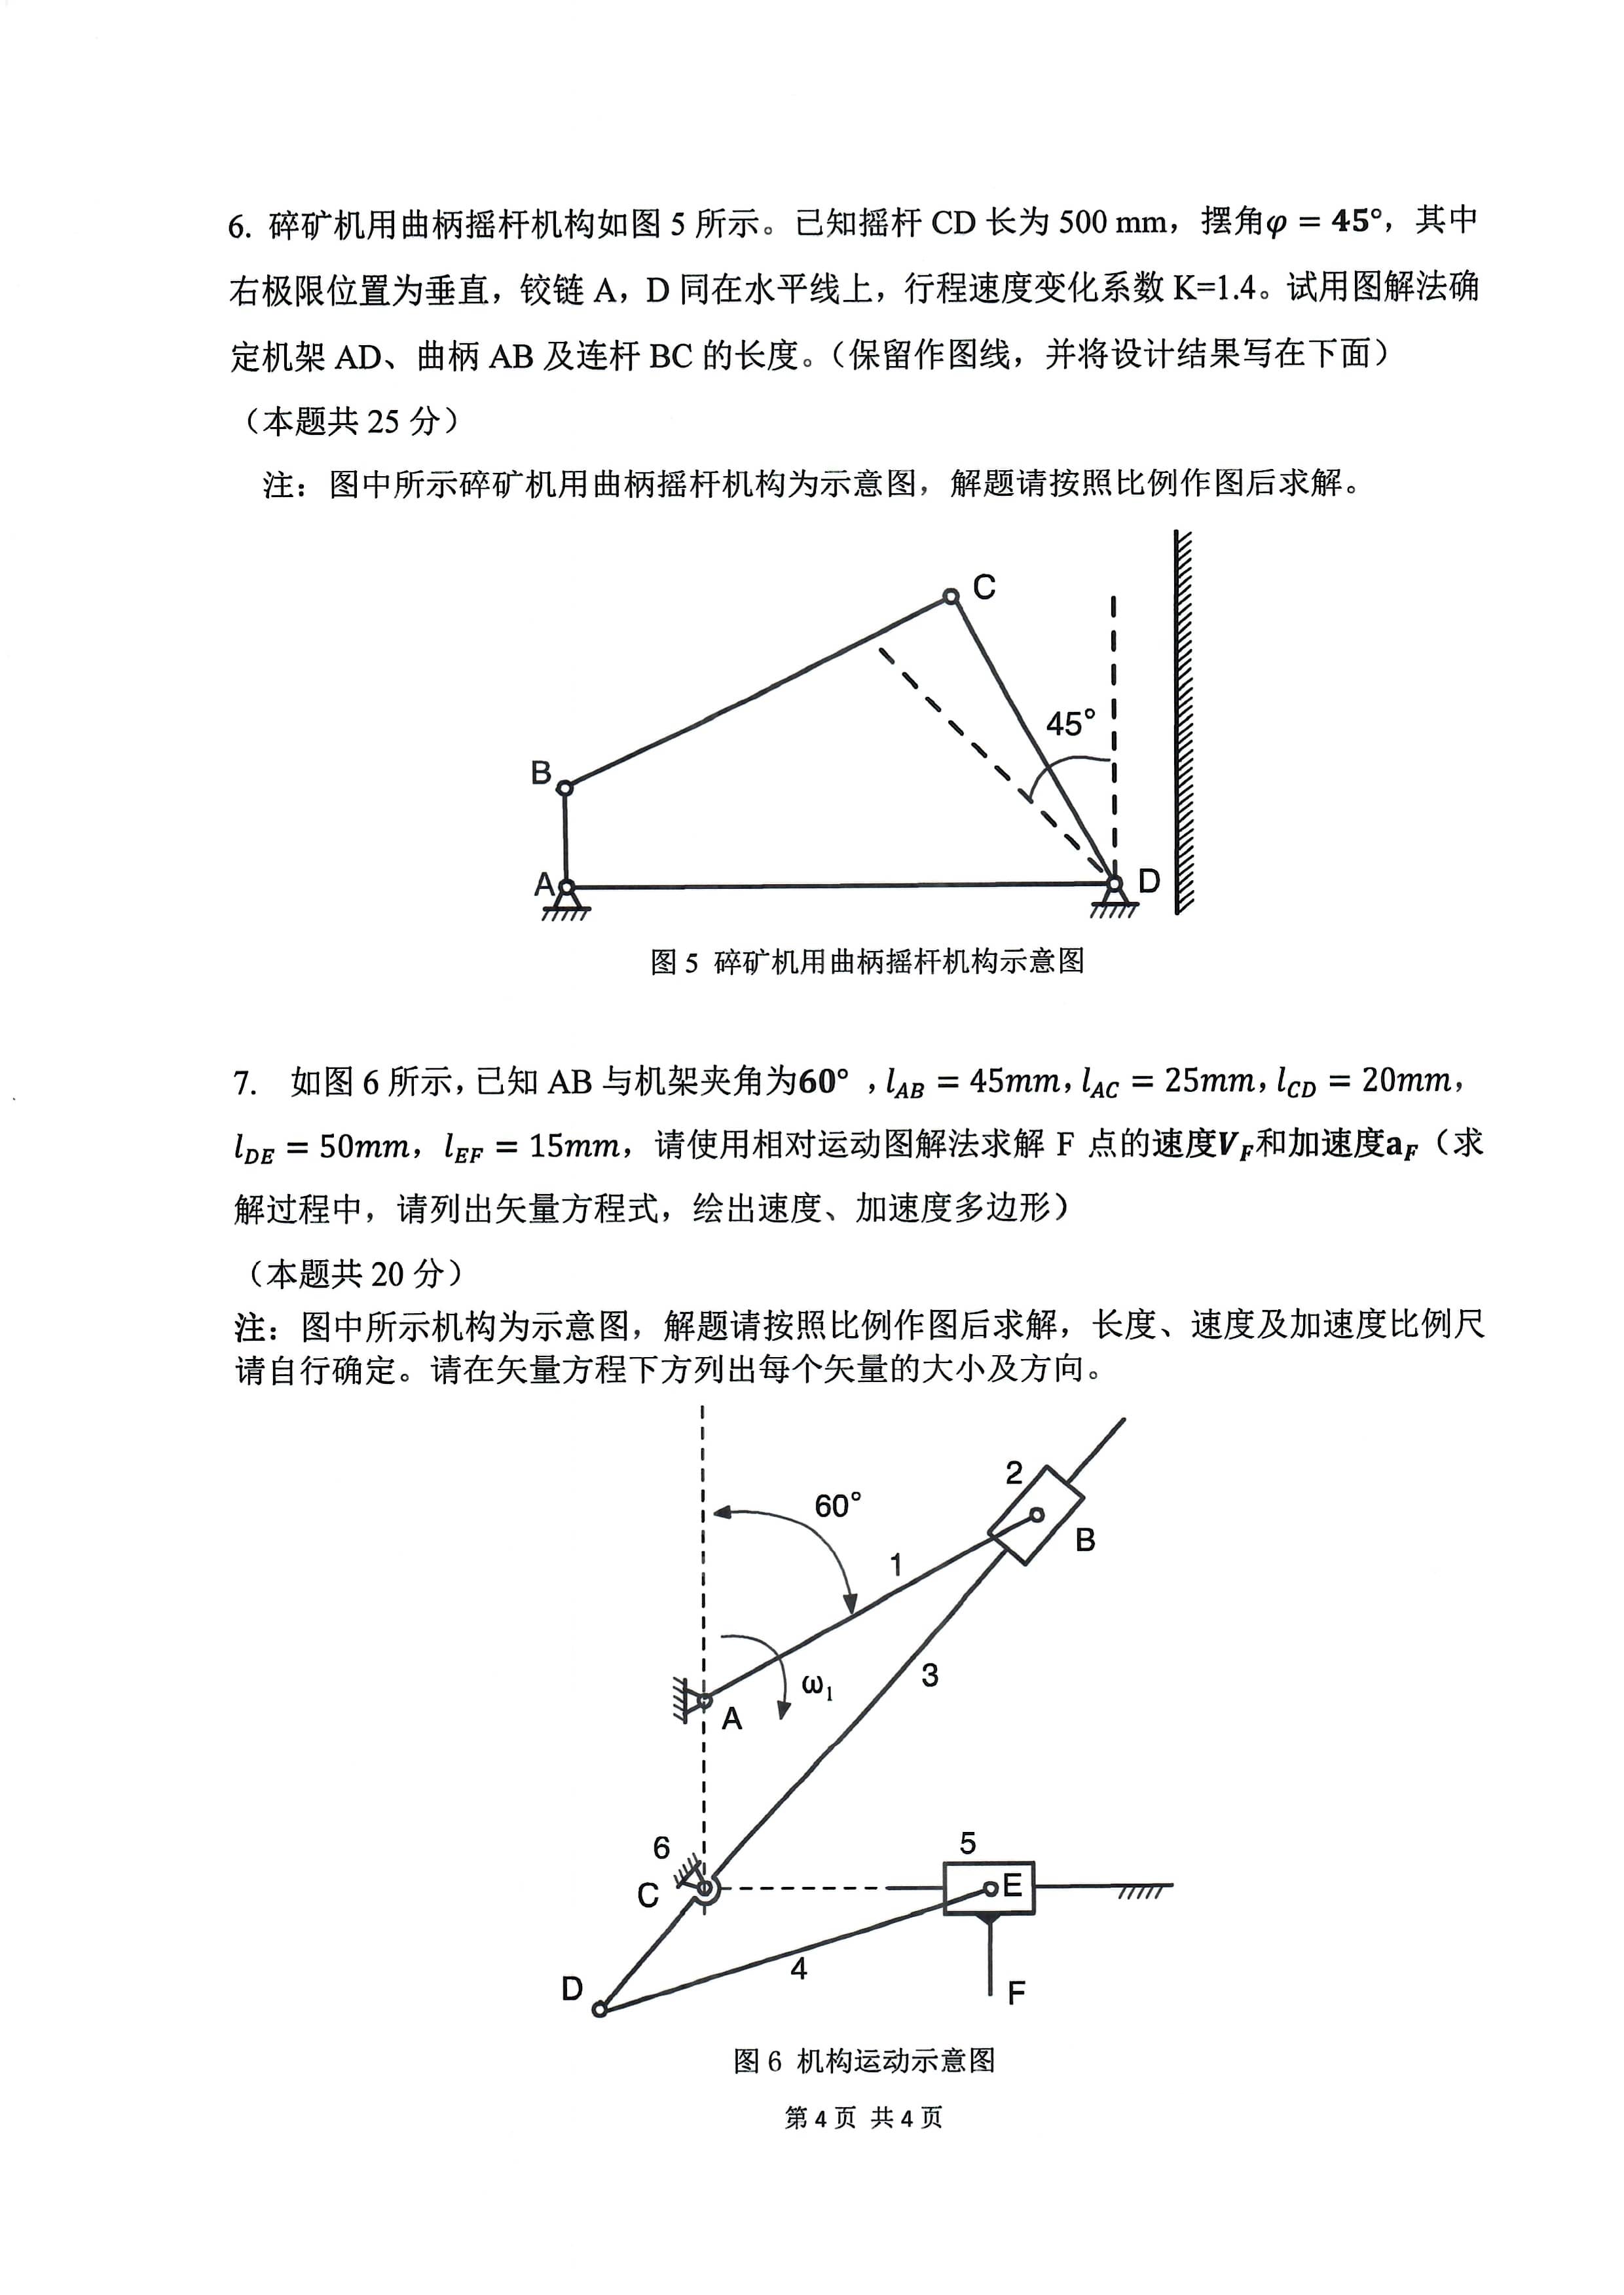 6. 碎矿机用曲柄摇杆机构如图 5 所示。已知摇杆 CD 长为 500 mm，摆角φ = 45°，其中
右极限位置为垂直，铰链 A，D 同在水平线上，行程速度变化系数 K=1.4。试用图解法确
定机架 AD、曲柄 AB 及连杆 BC 的长度。（保留作图线，并将设计结果写在下面）
（本题共 25 分）
注：图中所示碎矿机用曲柄摇杆机构为示意图，解题请按照比例作图后求解。
C
45°
B
A
D
图 5 碎矿机用曲柄摇杆机构示意图
7. 如图 6 所示，已知 AB 与机架夹角为60°，l_AB = 45mm，l_AC = 25mm，l_CD = 20mm，
l_DE = 50mm，l_EF = 15mm，请使用相对运动图解法求解 F 点的速度V_F和加速度a_F（求
解过程中，请列出矢量方程式，绘出速度、加速度多边形）
（本题共 20 分）
注：图中所示机构为示意图，解题请按照比例作图后求解，长度、速度及加速度比例尺
请自行确定。请在矢量方程下方列出每个矢量的大小及方向。
2
60°
B
1
3
ω₁
A
6
5
C
E
4
D
F
图 6 机构运动示意图
第 4 页 共 4 页